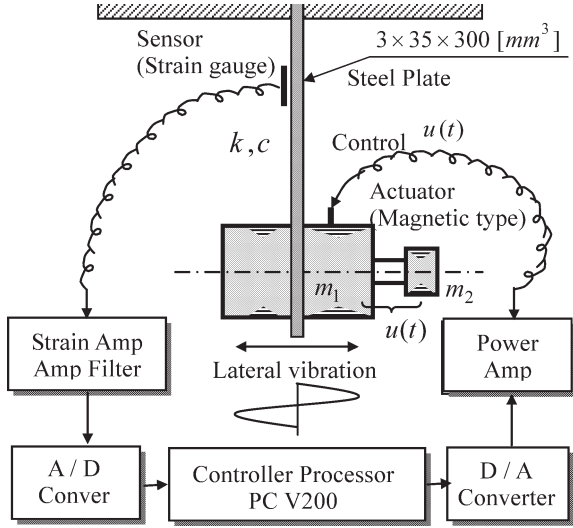 Sensor
(Strain gauge)
3 × 35 × 300 [mm³]
Steel Plate
k, c
Control u(t)
Actuator
(Magnetic type)
m₁
m₂
u(t)
Strain Amp
Amp Filter
Lateral vibration
Power
Amp
A / D
Conver
Controller Processor
PC V200
D / A
Converter